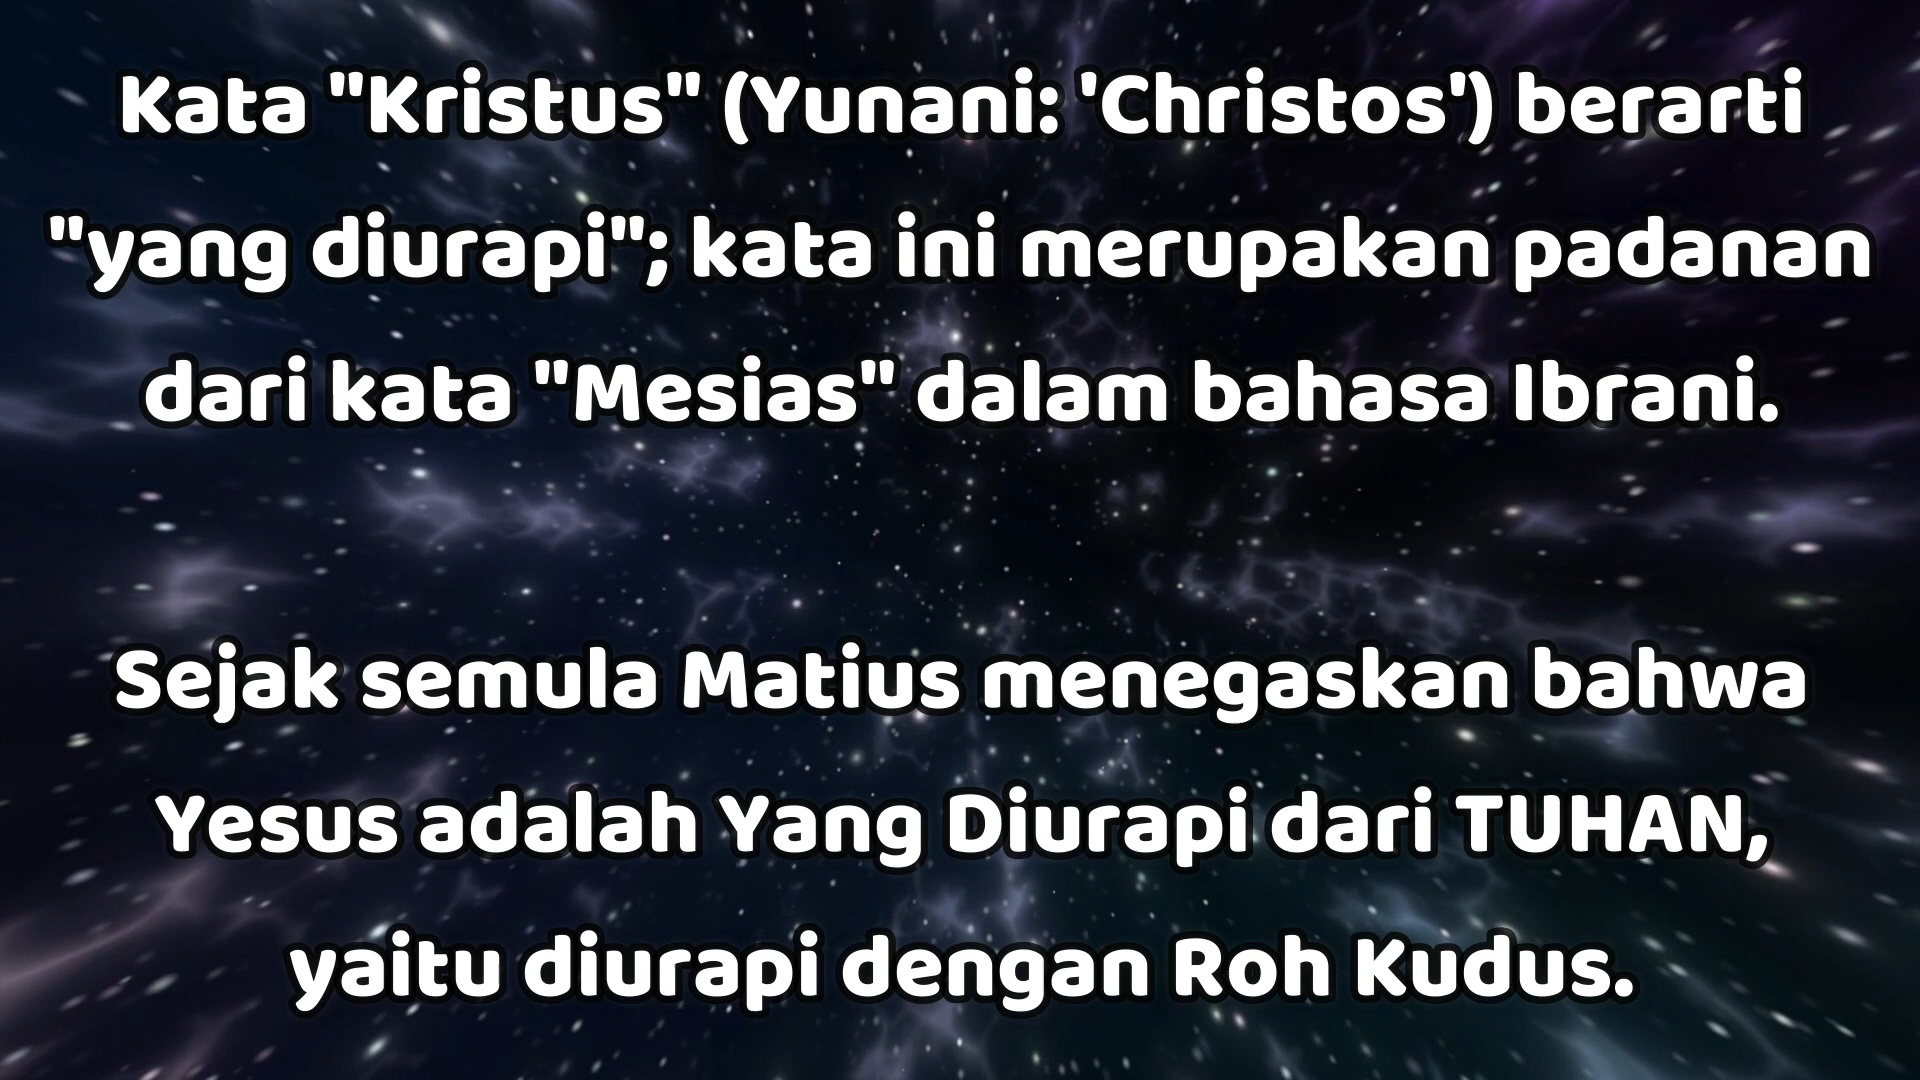 Kata "Kristus" (Yunani: 'Christos') berarti
"yang diurapi"; kata ini merupakan padanan
dari kata "Mesias" dalam bahasa Ibrani.
Sejak semula Matius menegaskan bahwa
Yesus adalah Yang Diurapi dari TUHAN,
yaitu diurapi dengan Roh Kudus.